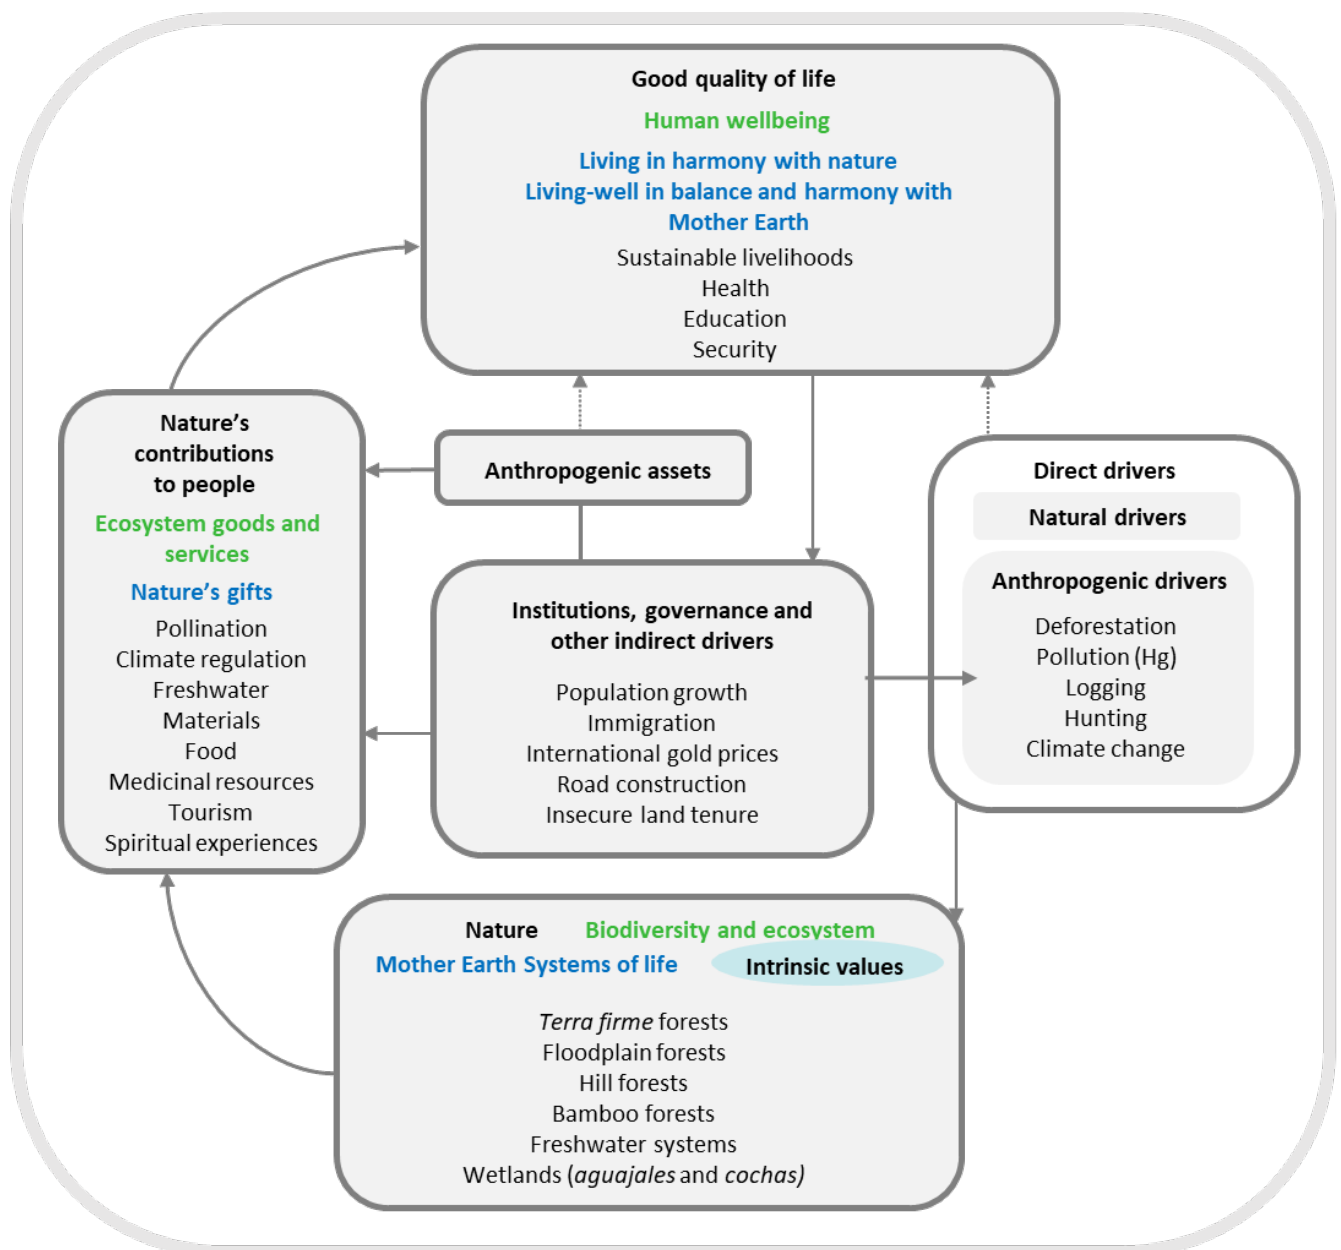 Good quality of life
Human wellbeing
Living in harmony with nature
Living-well in balance and harmony with
Mother Earth
Sustainable livelihoods
Health
Education
Security
Nature’s
contributions
to people
Ecosystem goods and
services
Nature’s gifts
Pollination
Climate regulation
Freshwater
Materials
Food
Medicinal resources
Tourism
Spiritual experiences
Anthropogenic assets
Institutions, governance and
other indirect drivers
Population growth
Immigration
International gold prices
Road construction
Insecure land tenure
Direct drivers
Natural drivers
Anthropogenic drivers
Deforestation
Pollution (Hg)
Logging
Hunting
Climate change
Nature Biodiversity and ecosystem
Mother Earth Systems of life Intrinsic values
Terra firme forests
Floodplain forests
Hill forests
Bamboo forests
Freshwater systems
Wetlands (aguajales and cochas)